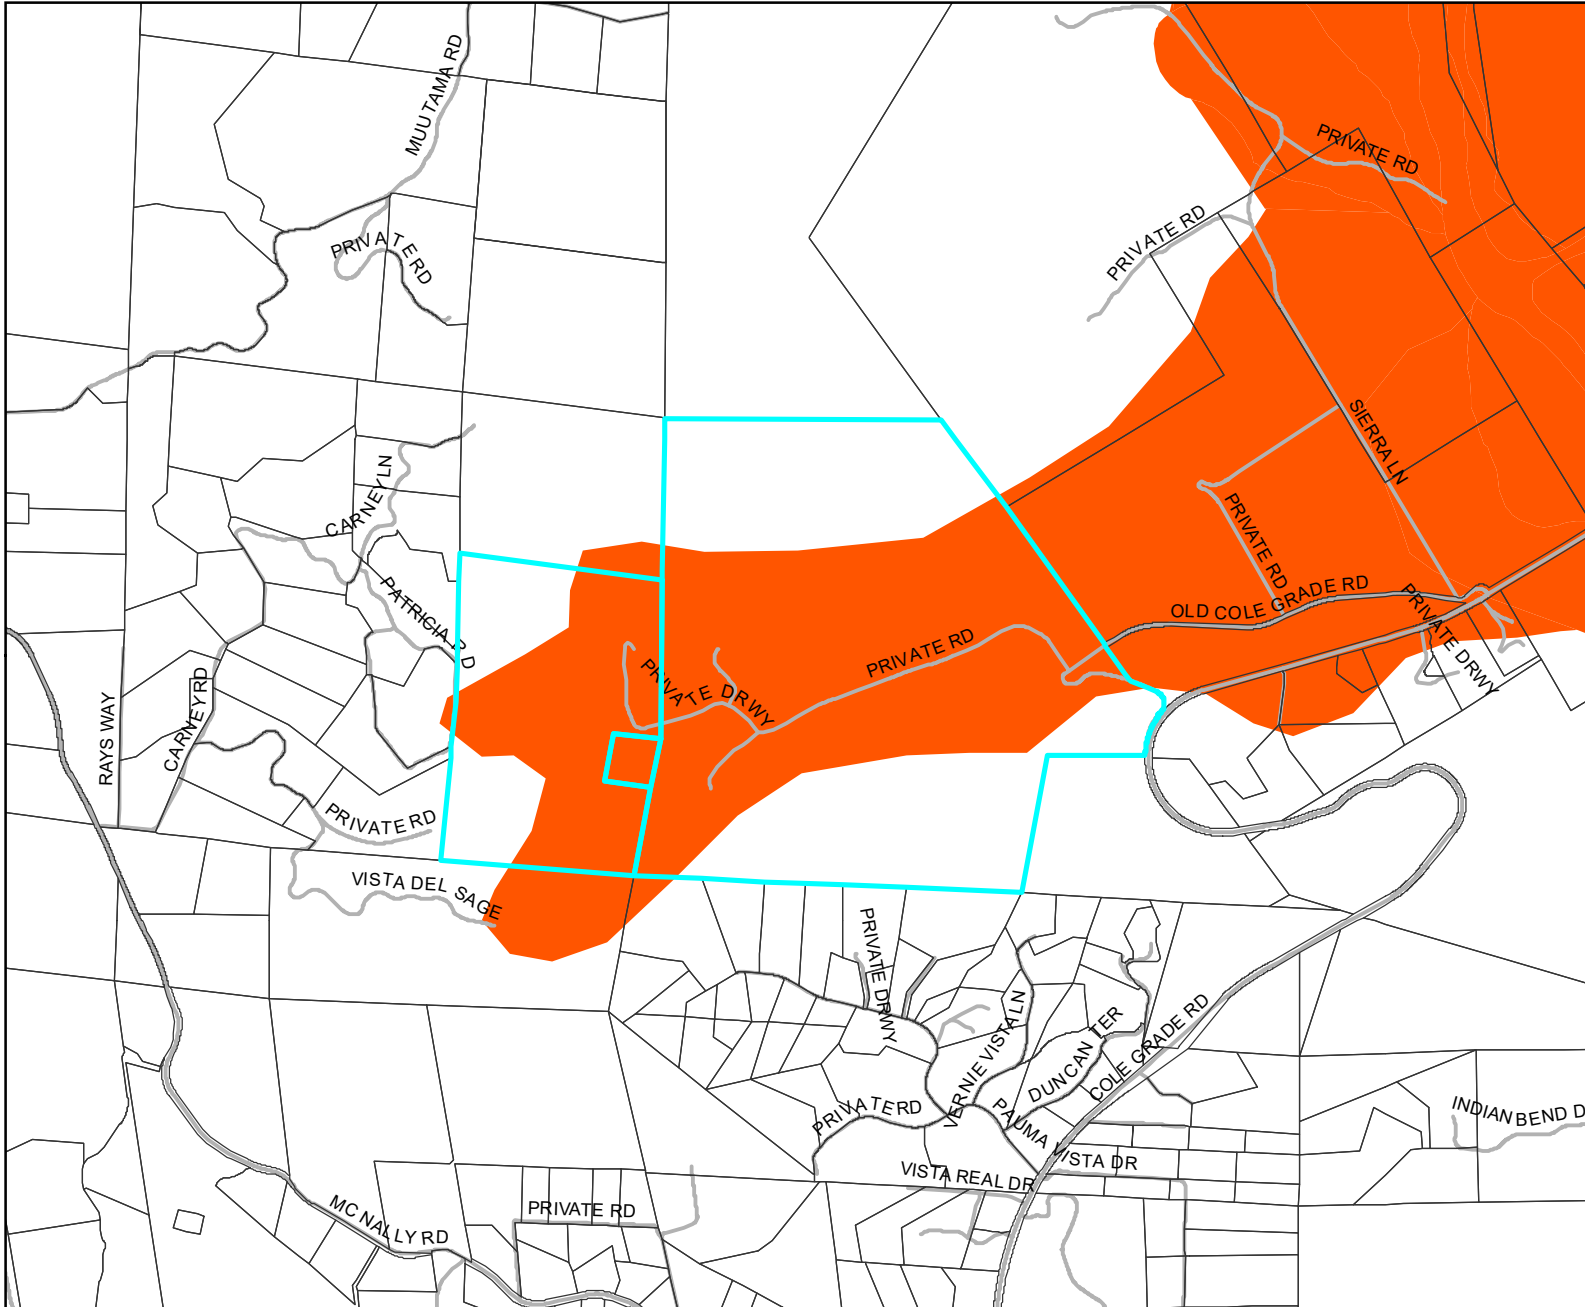 MUUTAMA RD
PRIVATE RD
PRIVATE RD
PRIVATE RD
CARNEY LN
SIERRA LN
PATRICIA RD
PRIVATE RD
OLD COLE GRADE RD
PRIVATE DRWY
PRIVATE RD
PRIVATE DRWY
CARNEY RD
RAYS WAY
PRIVATE RD
VISTA DEL SAGE
PRIVATE DRWY
VERNIE VISTA LN
DUNCAN TER
COLE GRADE RD
PRIVATE RD
PAUMA VISTA DR
INDIAN BEND D
VISTA REAL DR
MC NALLY RD
PRIVATE RD